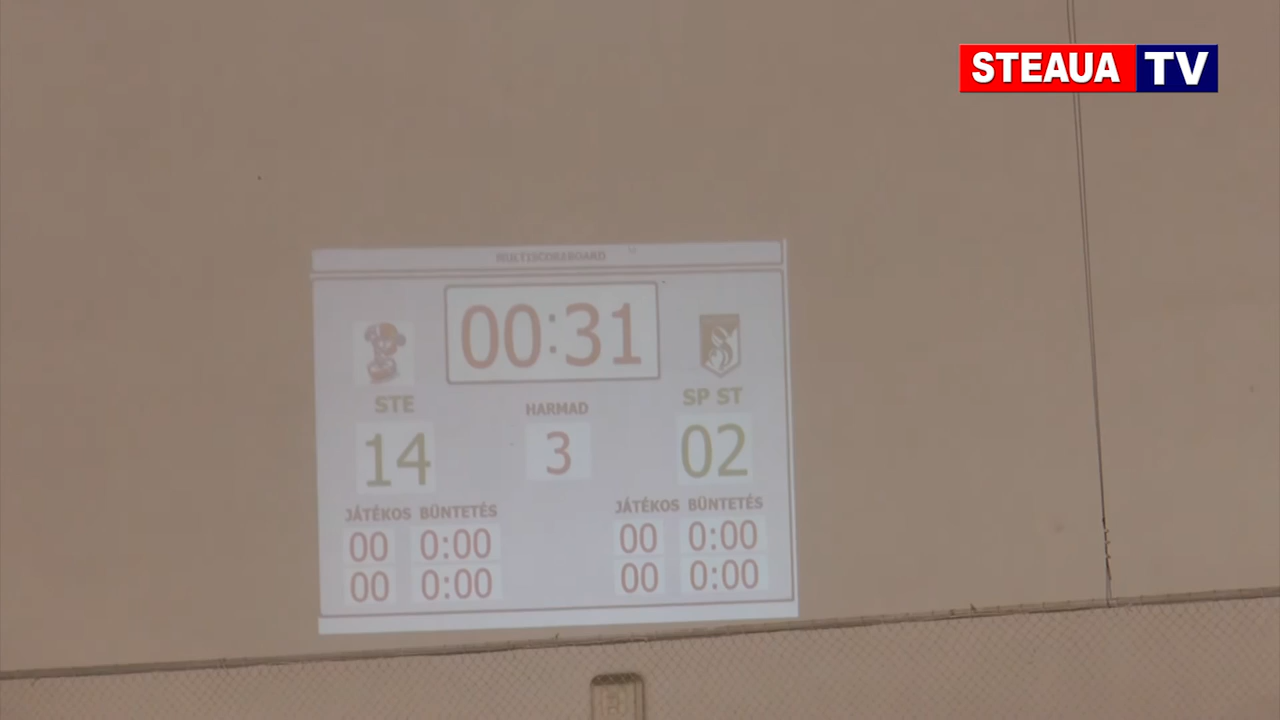 STEAUA TV
MULTISCOREBOARD
00:31
STE
HARMAD
SP ST
14
3
02
JÁTÉKOS BÜNTETÉS
JÁTÉKOS BÜNTETÉS
00 0:00
00 0:00
00 0:00
00 0:00